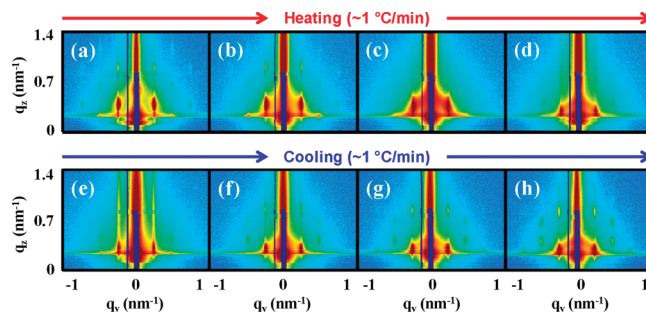 Heating (~1 °C/min)
1.4
(a) (b) (c) (d)
qz (nm-1)
0.7
0
Cooling (~1 °C/min)
1.4
(e) (f) (g) (h)
qz (nm-1)
0.7
0
-1 0 1 -1 0 1 -1 0 1 -1 0 1
qy (nm-1) qy (nm-1) qy (nm-1) qy (nm-1)